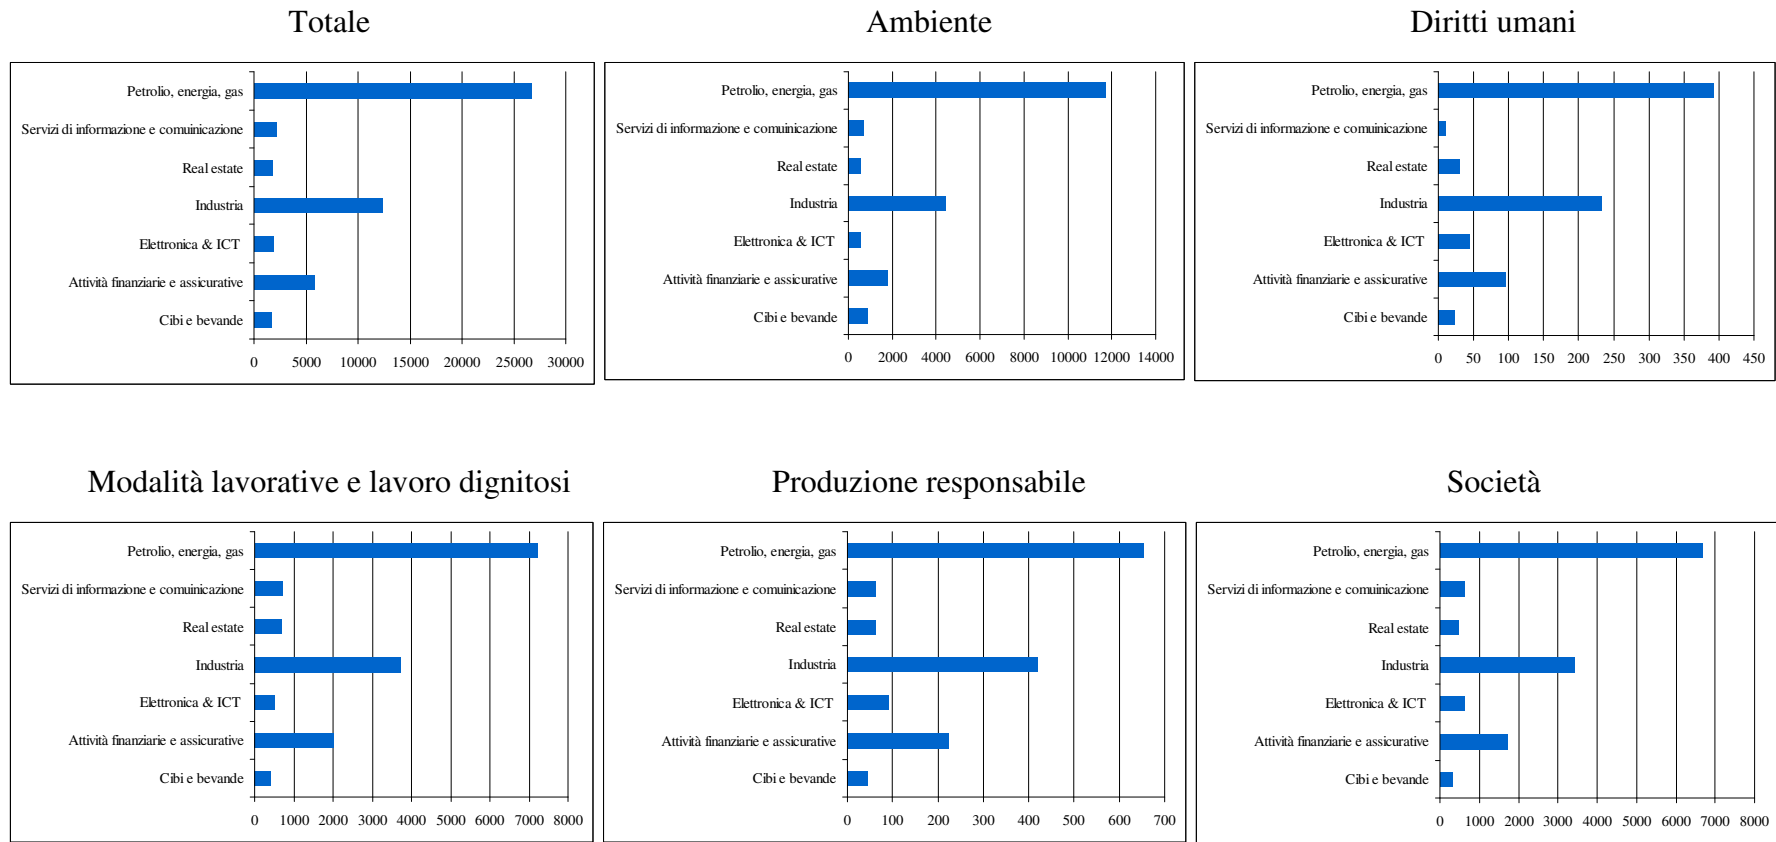 Totale
Petrolio, energia, gas
Servizi di informazione e comuinicazione
Real estate
Industria
Elettronica & ICT
Attività finanziarie e assicurative
Cibi e bevande
0 5000 10000 15000 20000 25000 30000
Ambiente
Petrolio, energia, gas
Servizi di informazione e comuinicazione
Real estate
Industria
Elettronica & ICT
Attività finanziarie e assicurative
Cibi e bevande
0 2000 4000 6000 8000 10000 12000 14000
Diritti umani
Petrolio, energia, gas
Servizi di informazione e comuinicazione
Real estate
Industria
Elettronica & ICT
Attività finanziarie e assicurative
Cibi e bevande
0 50 100 150 200 250 300 350 400 450
Modalità lavorative e lavoro dignitosi
Petrolio, energia, gas
Servizi di informazione e comuinicazione
Real estate
Industria
Elettronica & ICT
Attività finanziarie e assicurative
Cibi e bevande
0 1000 2000 3000 4000 5000 6000 7000 8000
Produzione responsabile
Petrolio, energia, gas
Servizi di informazione e comuinicazione
Real estate
Industria
Elettronica & ICT
Attività finanziarie e assicurative
Cibi e bevande
0 100 200 300 400 500 600 700
Società
Petrolio, energia, gas
Servizi di informazione e comuinicazione
Real estate
Industria
Elettronica & ICT
Attività finanziarie e assicurative
Cibi e bevande
0 1000 2000 3000 4000 5000 6000 7000 8000